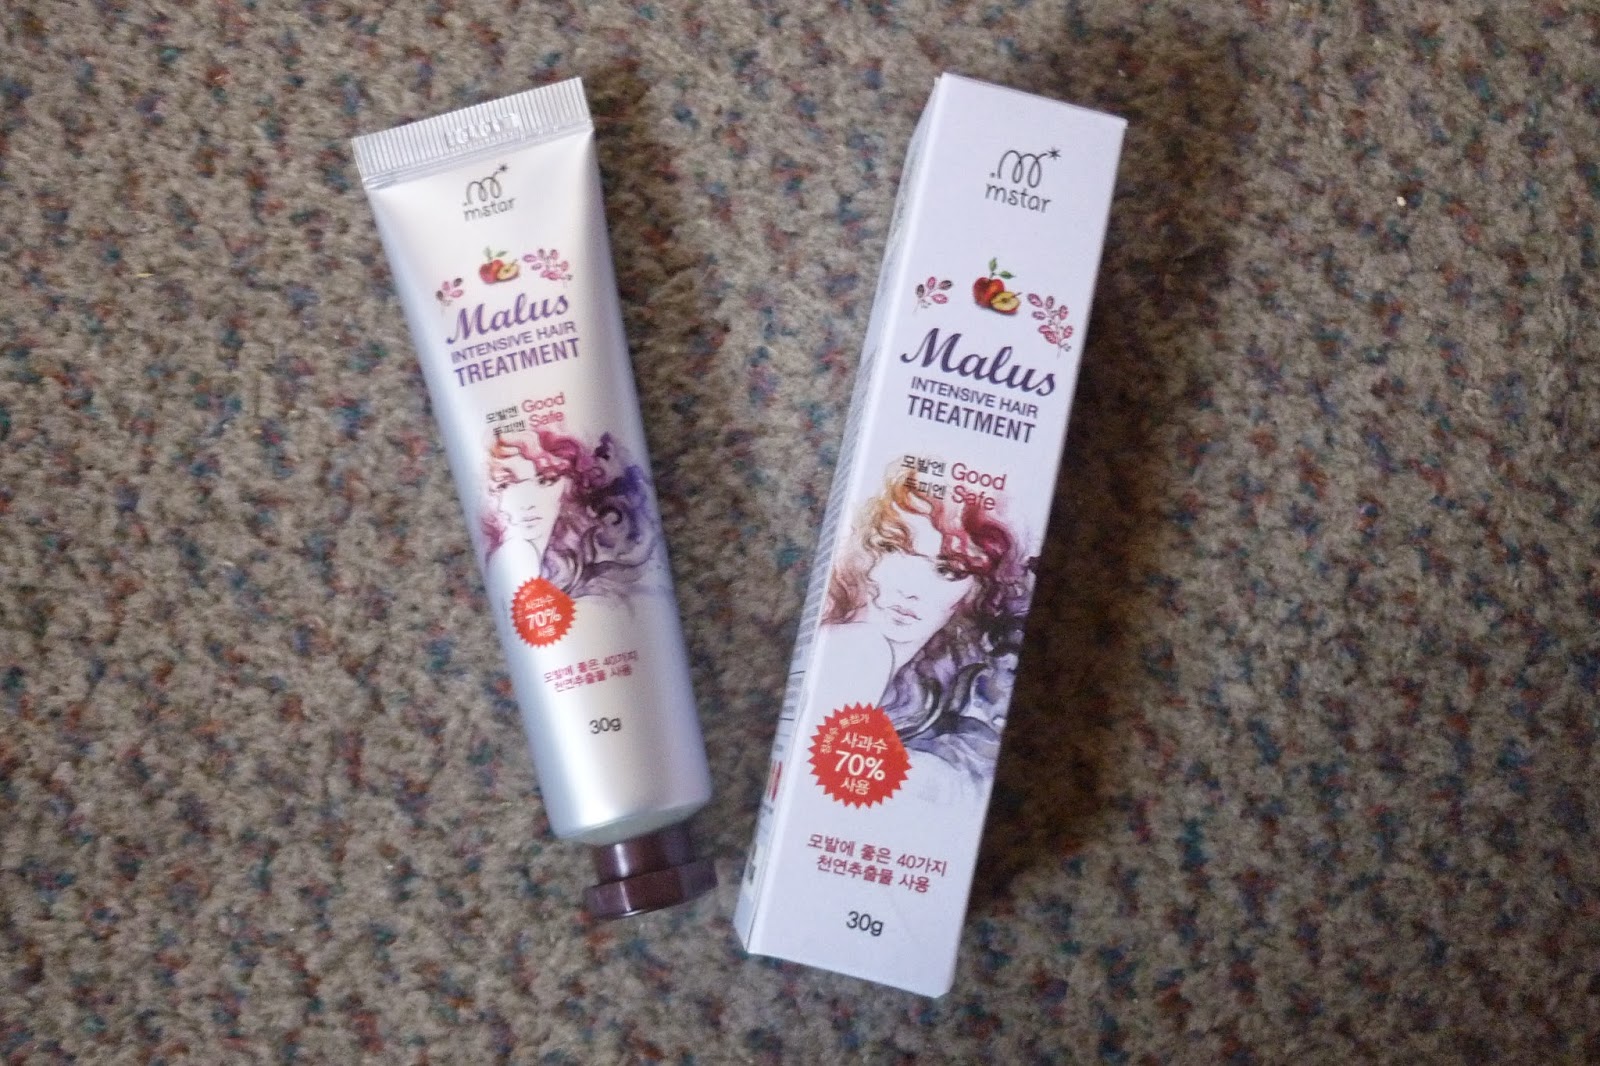 mstar
Malus
INTENSIVE HAIR
TREATMENT
모발엔 Good
두피엔 Safe
사과수
70%
사용
모발에 좋은 40가지
천연추출물 사용
30g
mstar
Malus
INTENSIVE HAIR
TREATMENT
모발엔 Good
두피엔 Safe
사과수
70%
사용
모발에 좋은 40가지
천연추출물 사용
30g